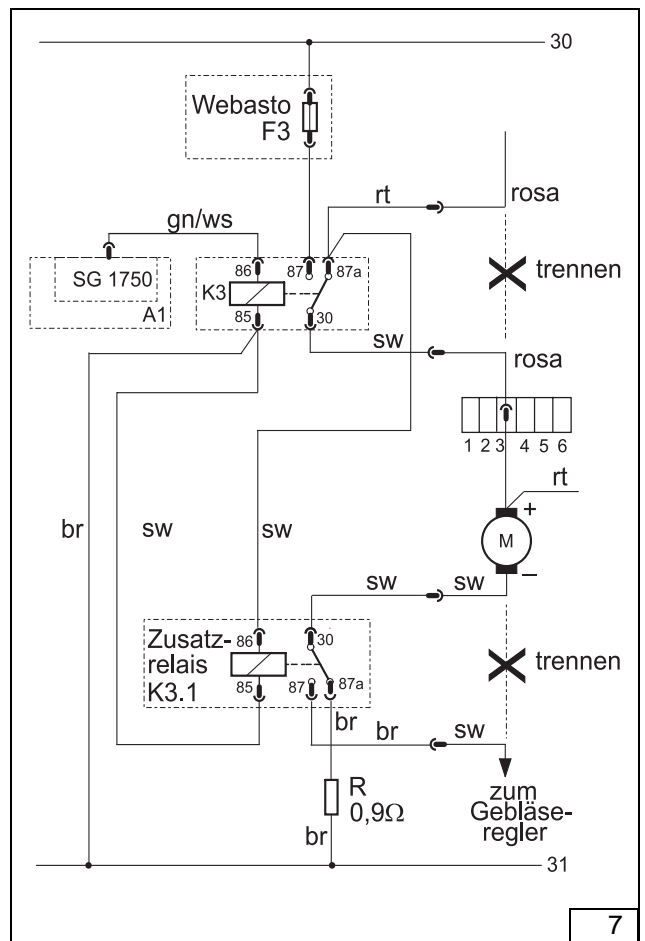 30
Webasto
F3
rt
rosa
gn/ws
trennen
SG 1750
A1
K3
86
87
87a
85
30
sw
rosa
1 2 3 4 5 6
rt
+
M
–
br
sw
sw
sw
sw
Zusatz-
relais
K3.1
86
30
85
87
87a
trennen
br
br
sw
R
0,9Ω
zum
Gebläse-
regler
br
31
7